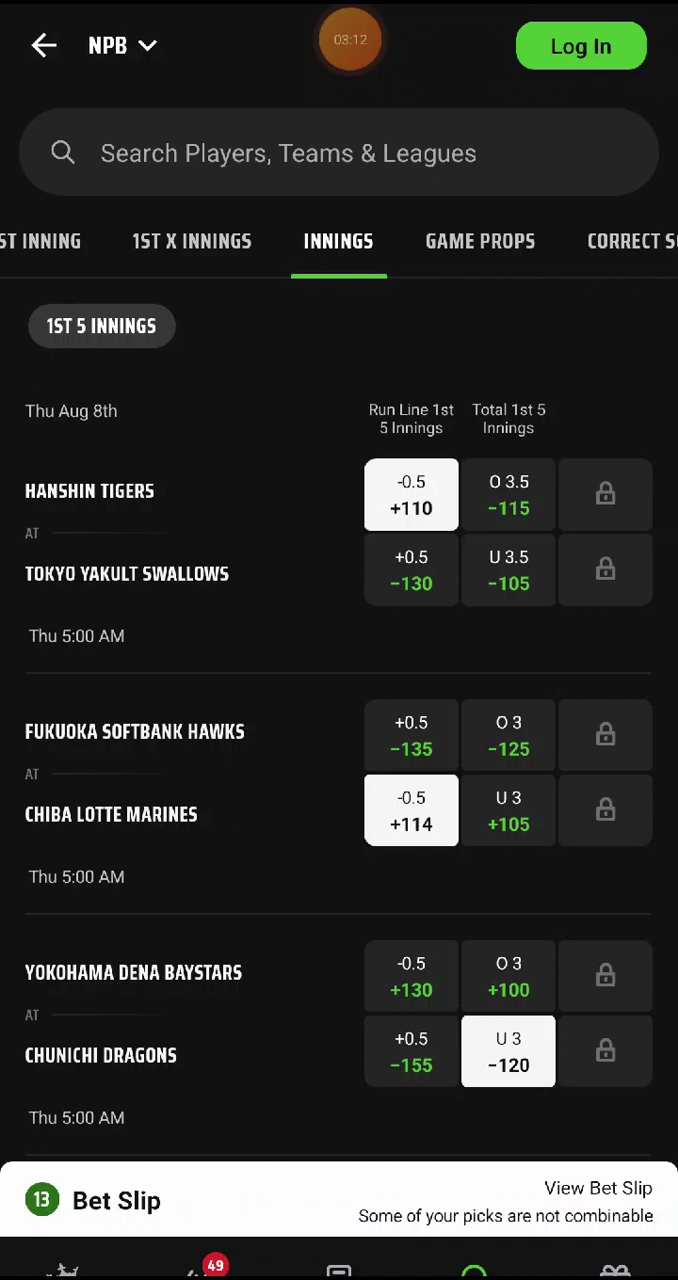 NPB
03:12
Log In
Search Players, Teams & Leagues
ST INNING
1ST X INNINGS
INNINGS
GAME PROPS
CORRECT S
1ST 5 INNINGS
Thu Aug 8th
Run Line 1st
5 Innings
Total 1st 5
Innings
HANSHIN TIGERS
-0.5
+110
O 3.5
−115
AT
TOKYO YAKULT SWALLOWS
+0.5
−130
U 3.5
−105
Thu 5:00 AM
FUKUOKA SOFTBANK HAWKS
+0.5
−135
O 3
−125
AT
CHIBA LOTTE MARINES
-0.5
+114
U 3
+105
Thu 5:00 AM
YOKOHAMA DENA BAYSTARS
-0.5
+130
O 3
+100
AT
CHUNICHI DRAGONS
+0.5
−155
U 3
−120
Thu 5:00 AM
13
Bet Slip
View Bet Slip
Some of your picks are not combinable
49